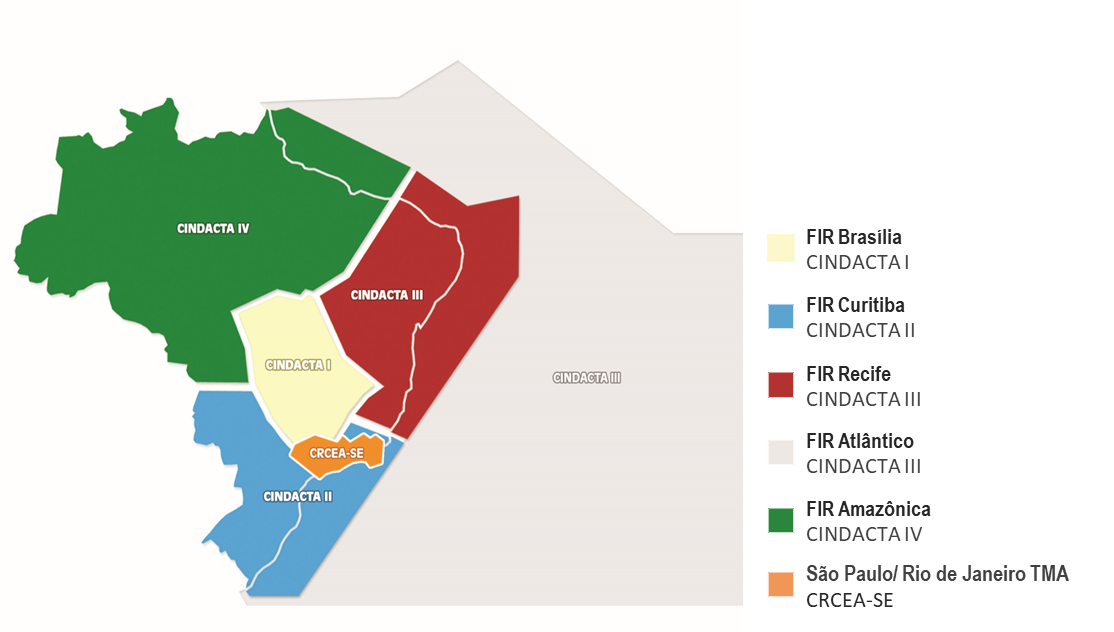 CINDACTA IV
CINDACTA III
CINDACTA I
CINDACTA III
CRCEA-SE
CINDACTA II
FIR Brasília
CINDACTA I
FIR Curitiba
CINDACTA II
FIR Recife
CINDACTA III
FIR Atlântico
CINDACTA III
FIR Amazônica
CINDACTA IV
São Paulo/ Rio de Janeiro TMA
CRCEA-SE